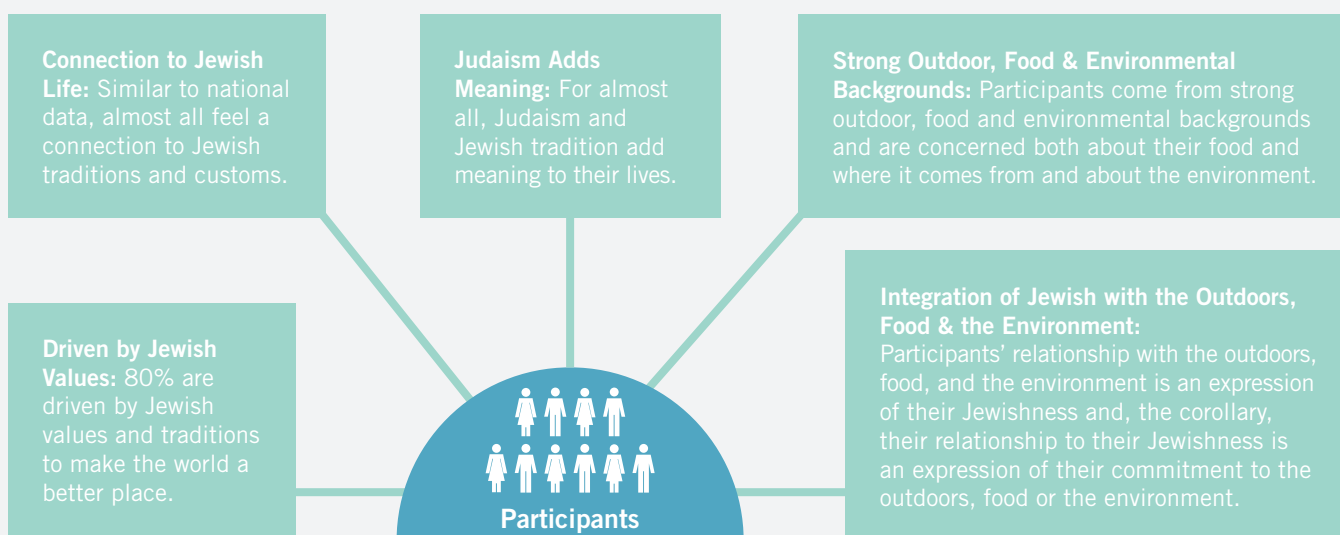 Connection to Jewish
Life: Similar to national
data, almost all feel a
connection to Jewish
traditions and customs.
Judaism Adds
Meaning: For almost
all, Judaism and
Jewish tradition add
meaning to their lives.
Strong Outdoor, Food & Environmental
Backgrounds: Participants come from strong
outdoor, food and environmental backgrounds
and are concerned both about their food and
where it comes from and about the environment.
Driven by Jewish
Values: 80% are
driven by Jewish
values and traditions
to make the world a
better place.
Integration of Jewish with the Outdoors,
Food & the Environment:
Participants’ relationship with the outdoors,
food, and the environment is an expression
of their Jewishness and, the corollary,
their relationship to their Jewishness is
an expression of their commitment to the
outdoors, food or the environment.
Participants